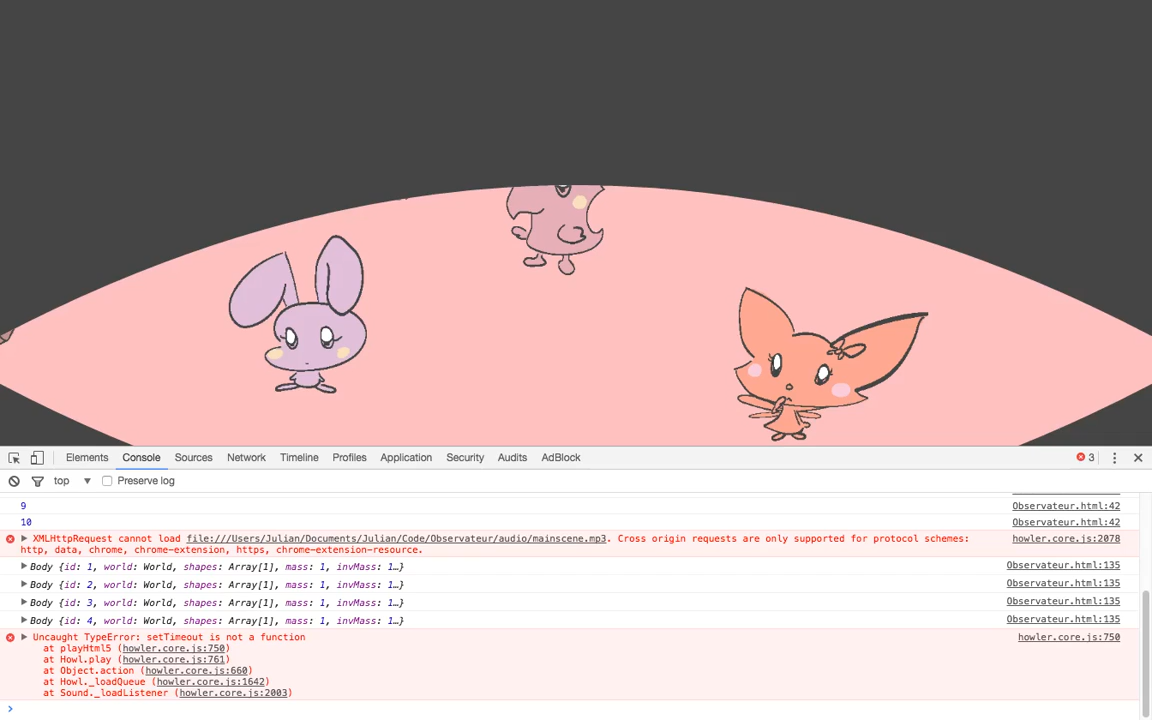 Elements Console Sources Network Timeline Profiles Application Security Audits AdBlock 3
top Preserve log
9 Observateur.html:42
10 Observateur.html:42
XMLHttpRequest cannot load file:///Users/Julian/Documents/Julian/Code/Observateur/audio/mainscene.mp3. Cross origin requests are only supported for protocol schemes: howler.core.js:2078
http, data, chrome, chrome-extension, https, chrome-extension-resource.
Body {id: 1, world: World, shapes: Array[1], mass: 1, invMass: 1…} Observateur.html:135
Body {id: 2, world: World, shapes: Array[1], mass: 1, invMass: 1…} Observateur.html:135
Body {id: 3, world: World, shapes: Array[1], mass: 1, invMass: 1…} Observateur.html:135
Body {id: 4, world: World, shapes: Array[1], mass: 1, invMass: 1…} Observateur.html:135
Uncaught TypeError: setTimeout is not a function howler.core.js:750
at playHtml5 (howler.core.js:750)
at Howl.play (howler.core.js:761)
at Object.action (howler.core.js:660)
at Howl._loadQueue (howler.core.js:1642)
at Sound._loadListener (howler.core.js:2003)